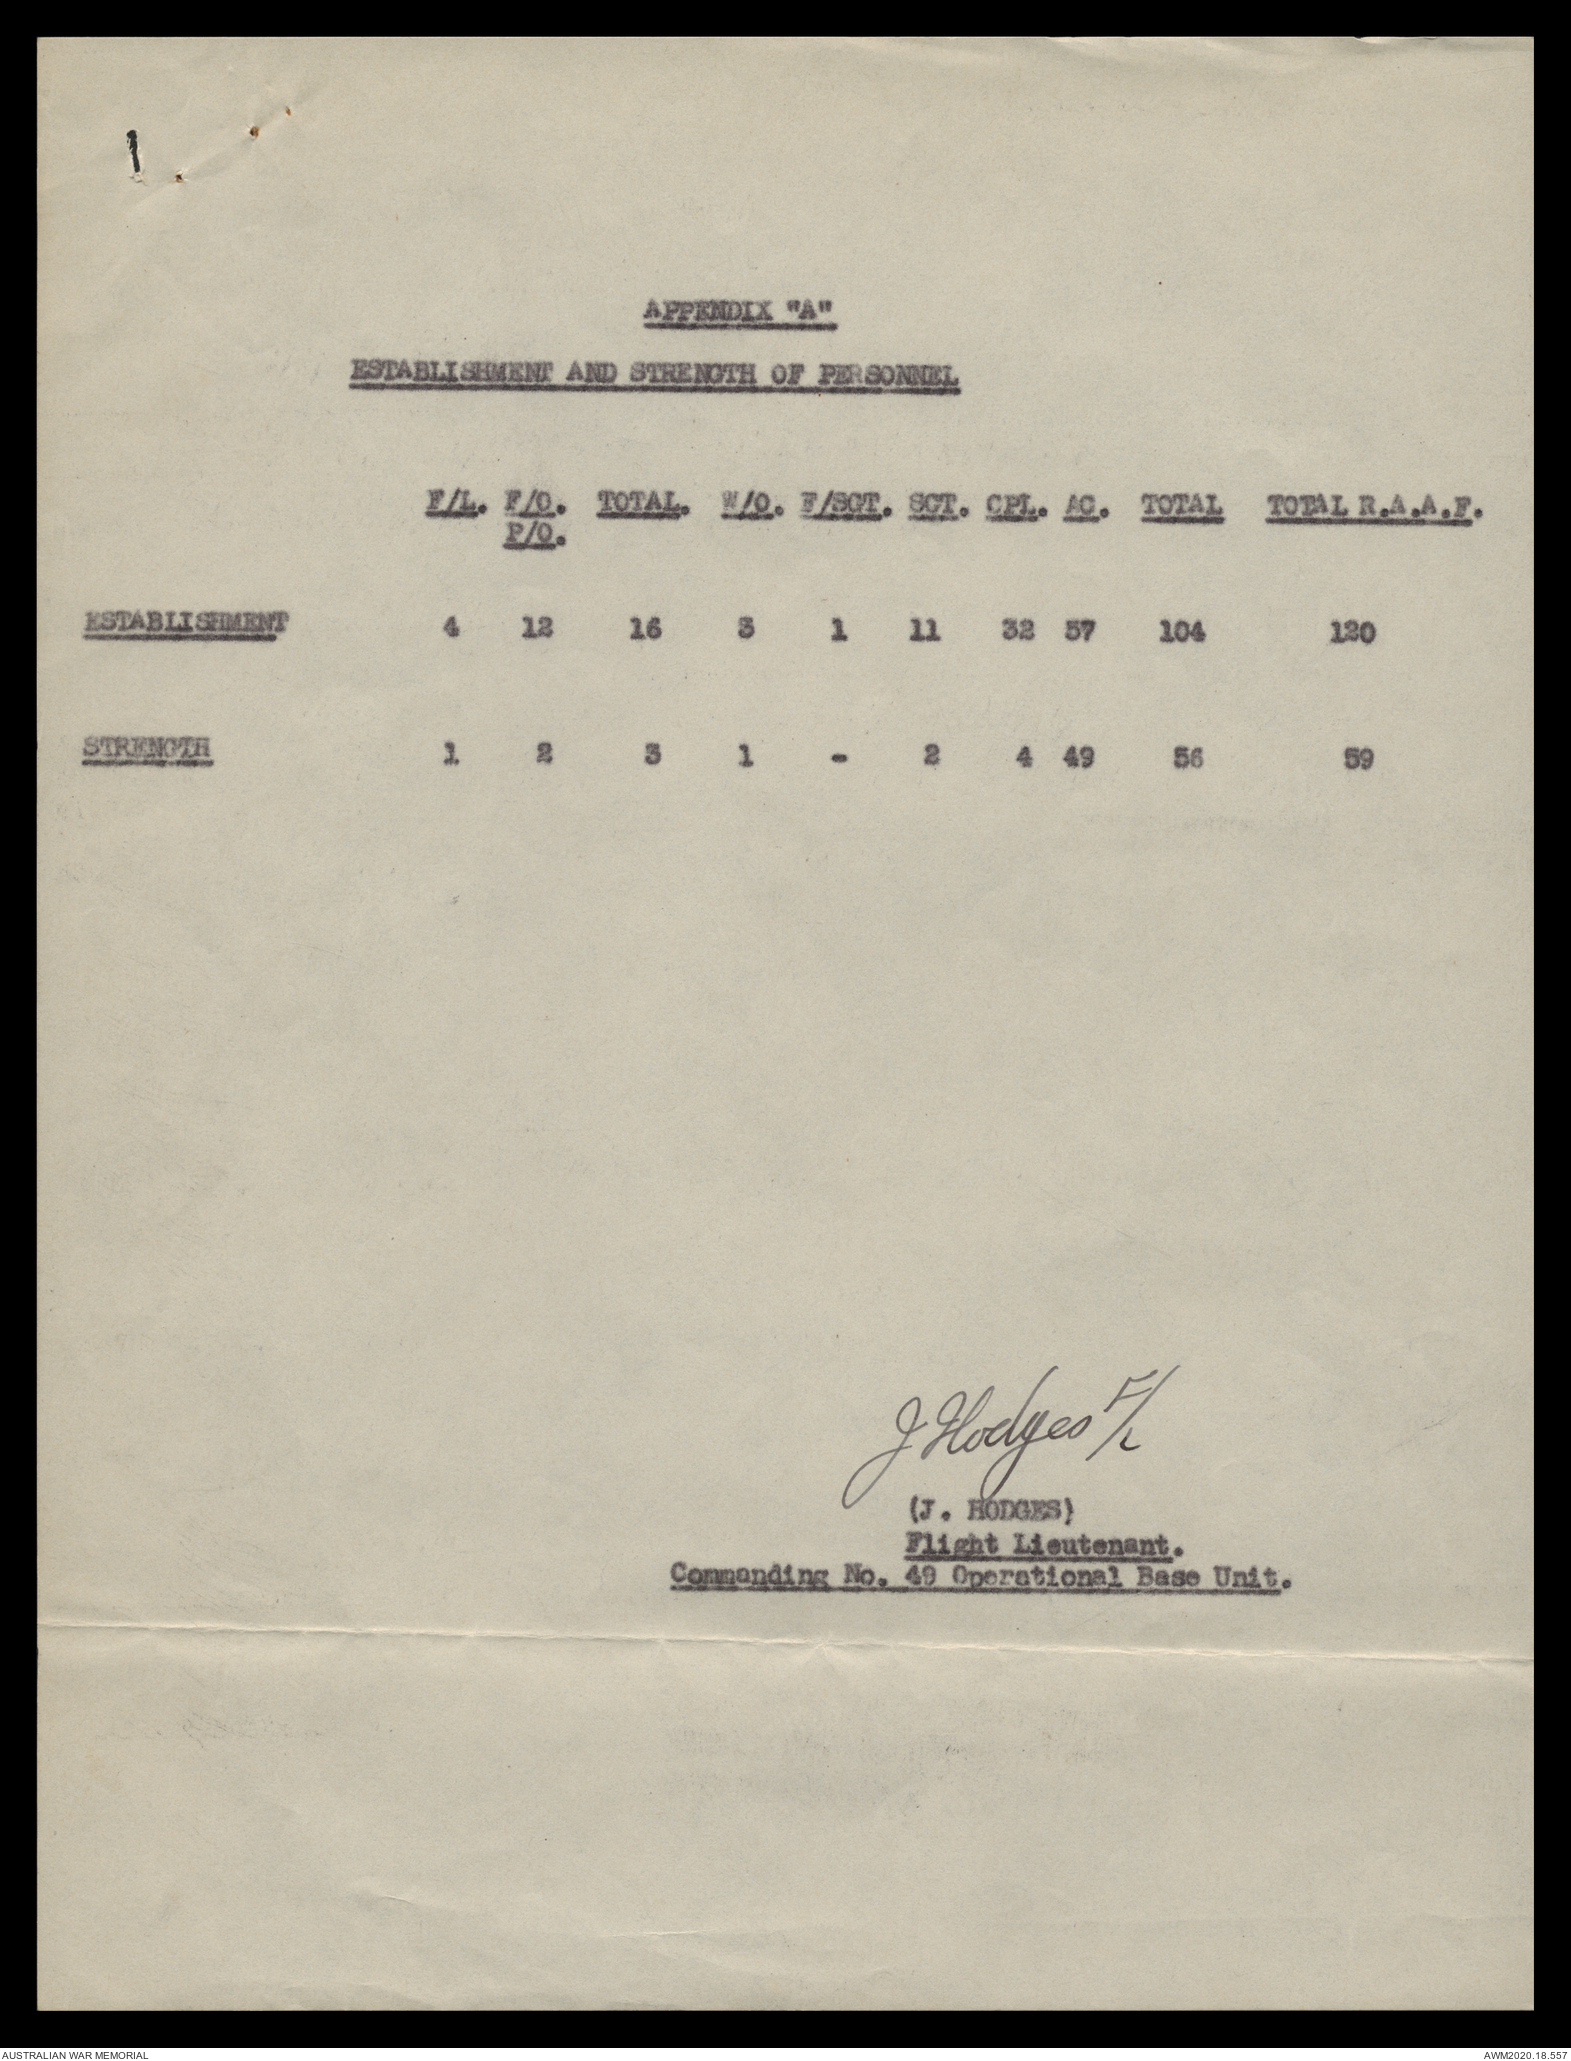 APPENDIX "A"
ESTABLISHMENT AND STRENGTH OF PERSONNEL
F/L. F/O. TOTAL. W/O. F/SGT. SGT. CPL. AC. TOTAL TOTAL R.A.A.F.
P/O.
ESTABLISHMENT 4 12 16 3 1 11 32 57 104 120
STRENGTH 1 2 3 1 - 2 4 49 56 59
J Hodges F/L
(J. HODGES)
Flight Lieutenant.
Commanding No. 49 Operational Base Unit.
AUSTRALIAN WAR MEMORIAL AWM2020.18.557